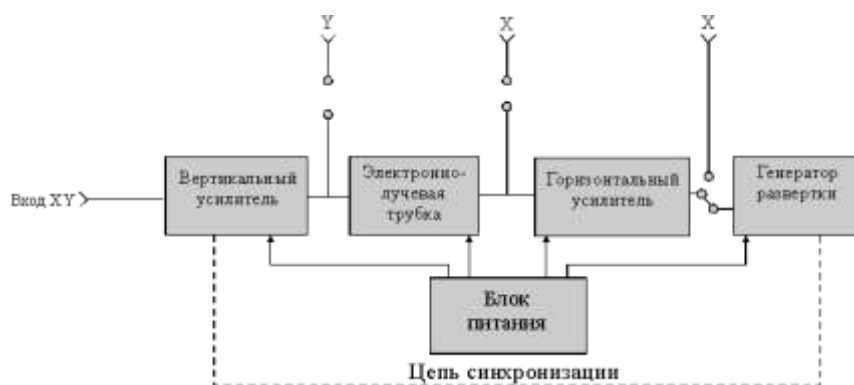 Y
X
X
Вертикальный
усилитель
Электронно-
лучевая
трубка
Горизонтальный
усилитель
Генератор
развертки
Вход XY
Блок
питания
Цепь синхронизации